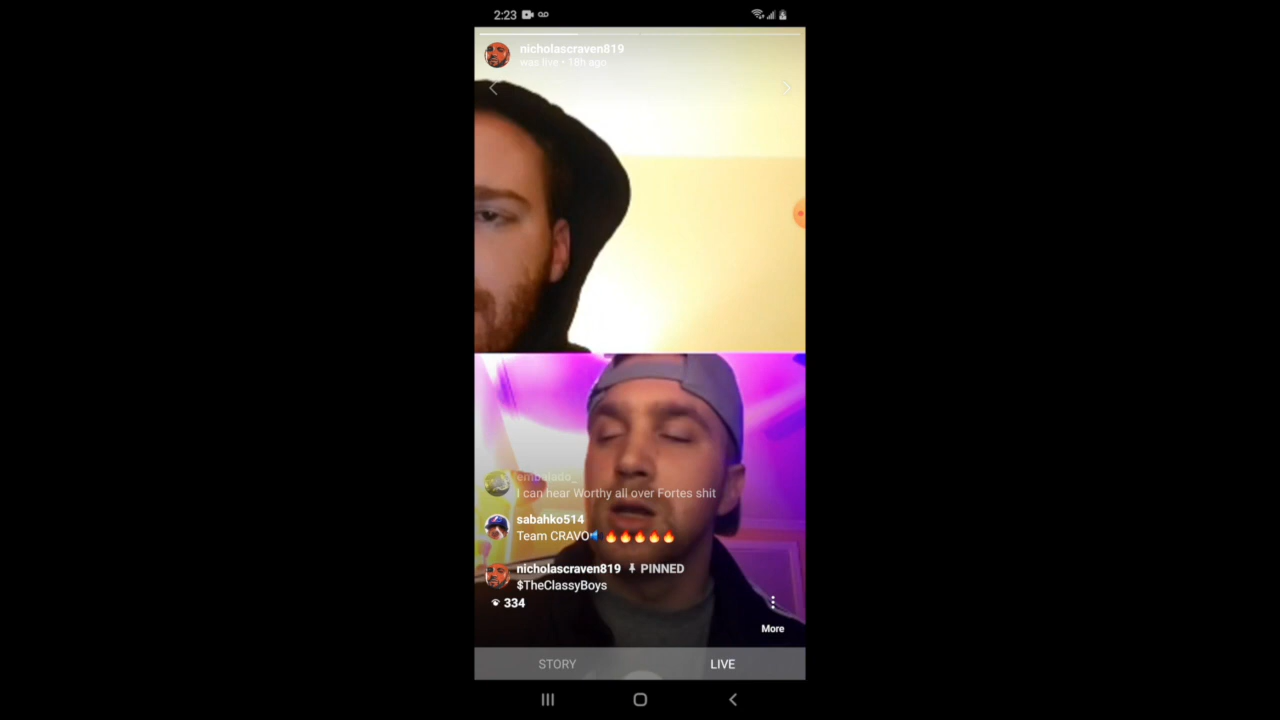 2:23
nicholascraven819
was live • 18h ago
embalado_
I can hear Worthy all over Fortes shit
sabahko514
Team CRAVO
nicholascraven819 PINNED
$TheClassyBoys
334
More
STORY LIVE